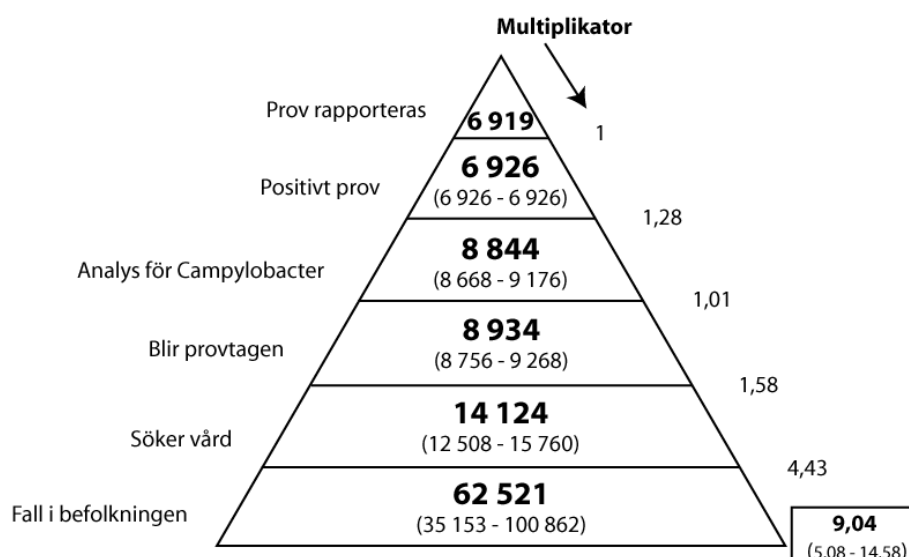 Multiplikator
Prov rapporteras
6 919
1
Positivt prov
6 926
(6 926 - 6 926)
1,28
Analys för Campylobacter
8 844
(8 668 - 9 176)
1,01
Blir provtagen
8 934
(8 756 - 9 268)
1,58
Söker vård
14 124
(12 508 - 15 760)
4,43
Fall i befolkningen
62 521
(35 153 - 100 862)
9,04
(5,08 - 14,58)